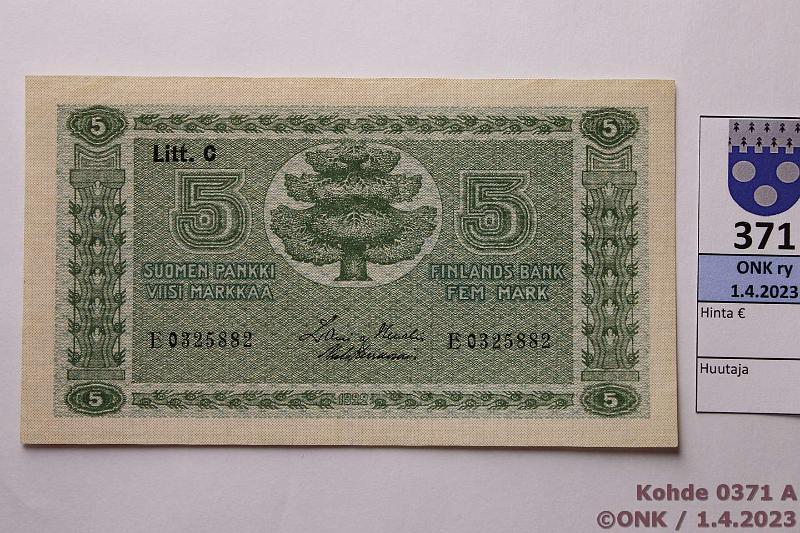 5 5
Litt. C
5 5
SUOMEN PANKKI FINLANDS BANK
VIISI MARKKAA FEM MARK
E 0325882 E 0325882
5 1922 5
371
ONK ry
1.4.2023
Hinta €
Huutaja
Kohde 0371 A
©ONK / 1.4.2023